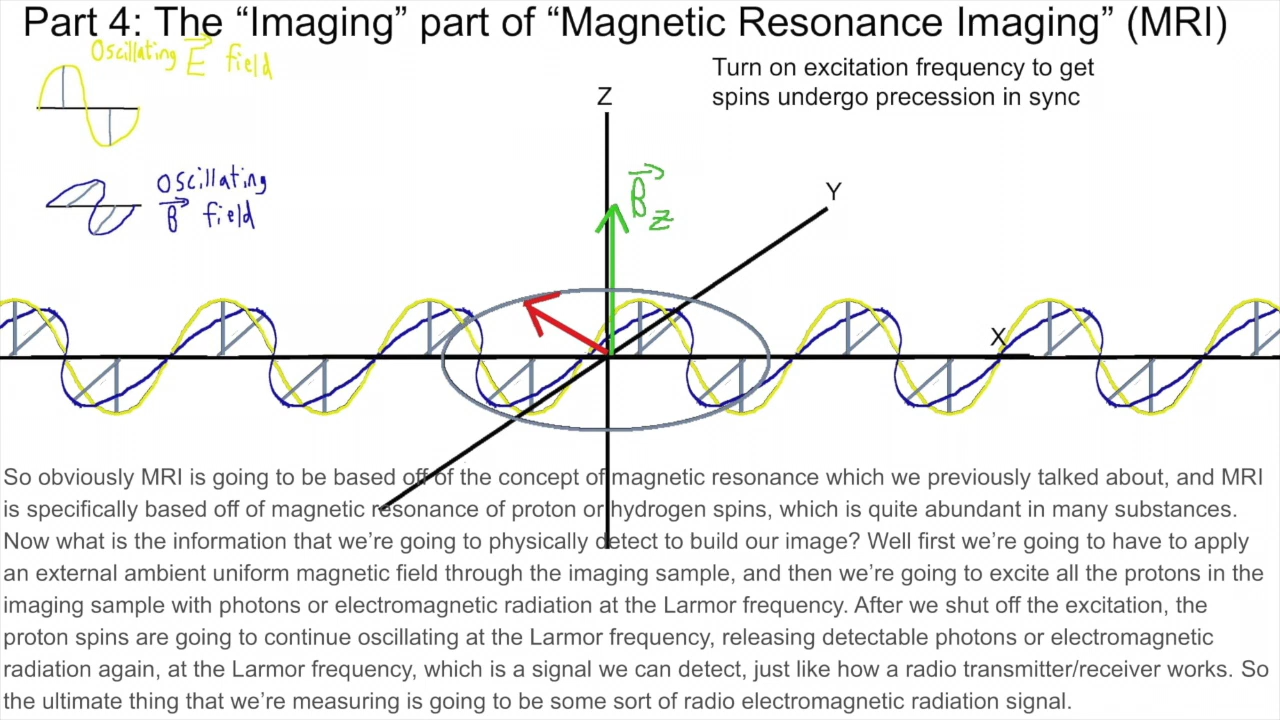 Part 4: The “Imaging” part of “Magnetic Resonance Imaging” (MRI)
Oscillating E field
Turn on excitation frequency to get
spins undergo precession in sync
Z
Oscillating
B field
B z
Y
X
So obviously MRI is going to be based off of the concept of magnetic resonance which we previously talked about, and MRI
is specifically based off of magnetic resonance of proton or hydrogen spins, which is quite abundant in many substances.
Now what is the information that we’re going to physically detect to build our image? Well first we’re going to have to apply
an external ambient uniform magnetic field through the imaging sample, and then we’re going to excite all the protons in the
imaging sample with photons or electromagnetic radiation at the Larmor frequency. After we shut off the excitation, the
proton spins are going to continue oscillating at the Larmor frequency, releasing detectable photons or electromagnetic
radiation again, at the Larmor frequency, which is a signal we can detect, just like how a radio transmitter/receiver works. So
the ultimate thing that we’re measuring is going to be some sort of radio electromagnetic radiation signal.